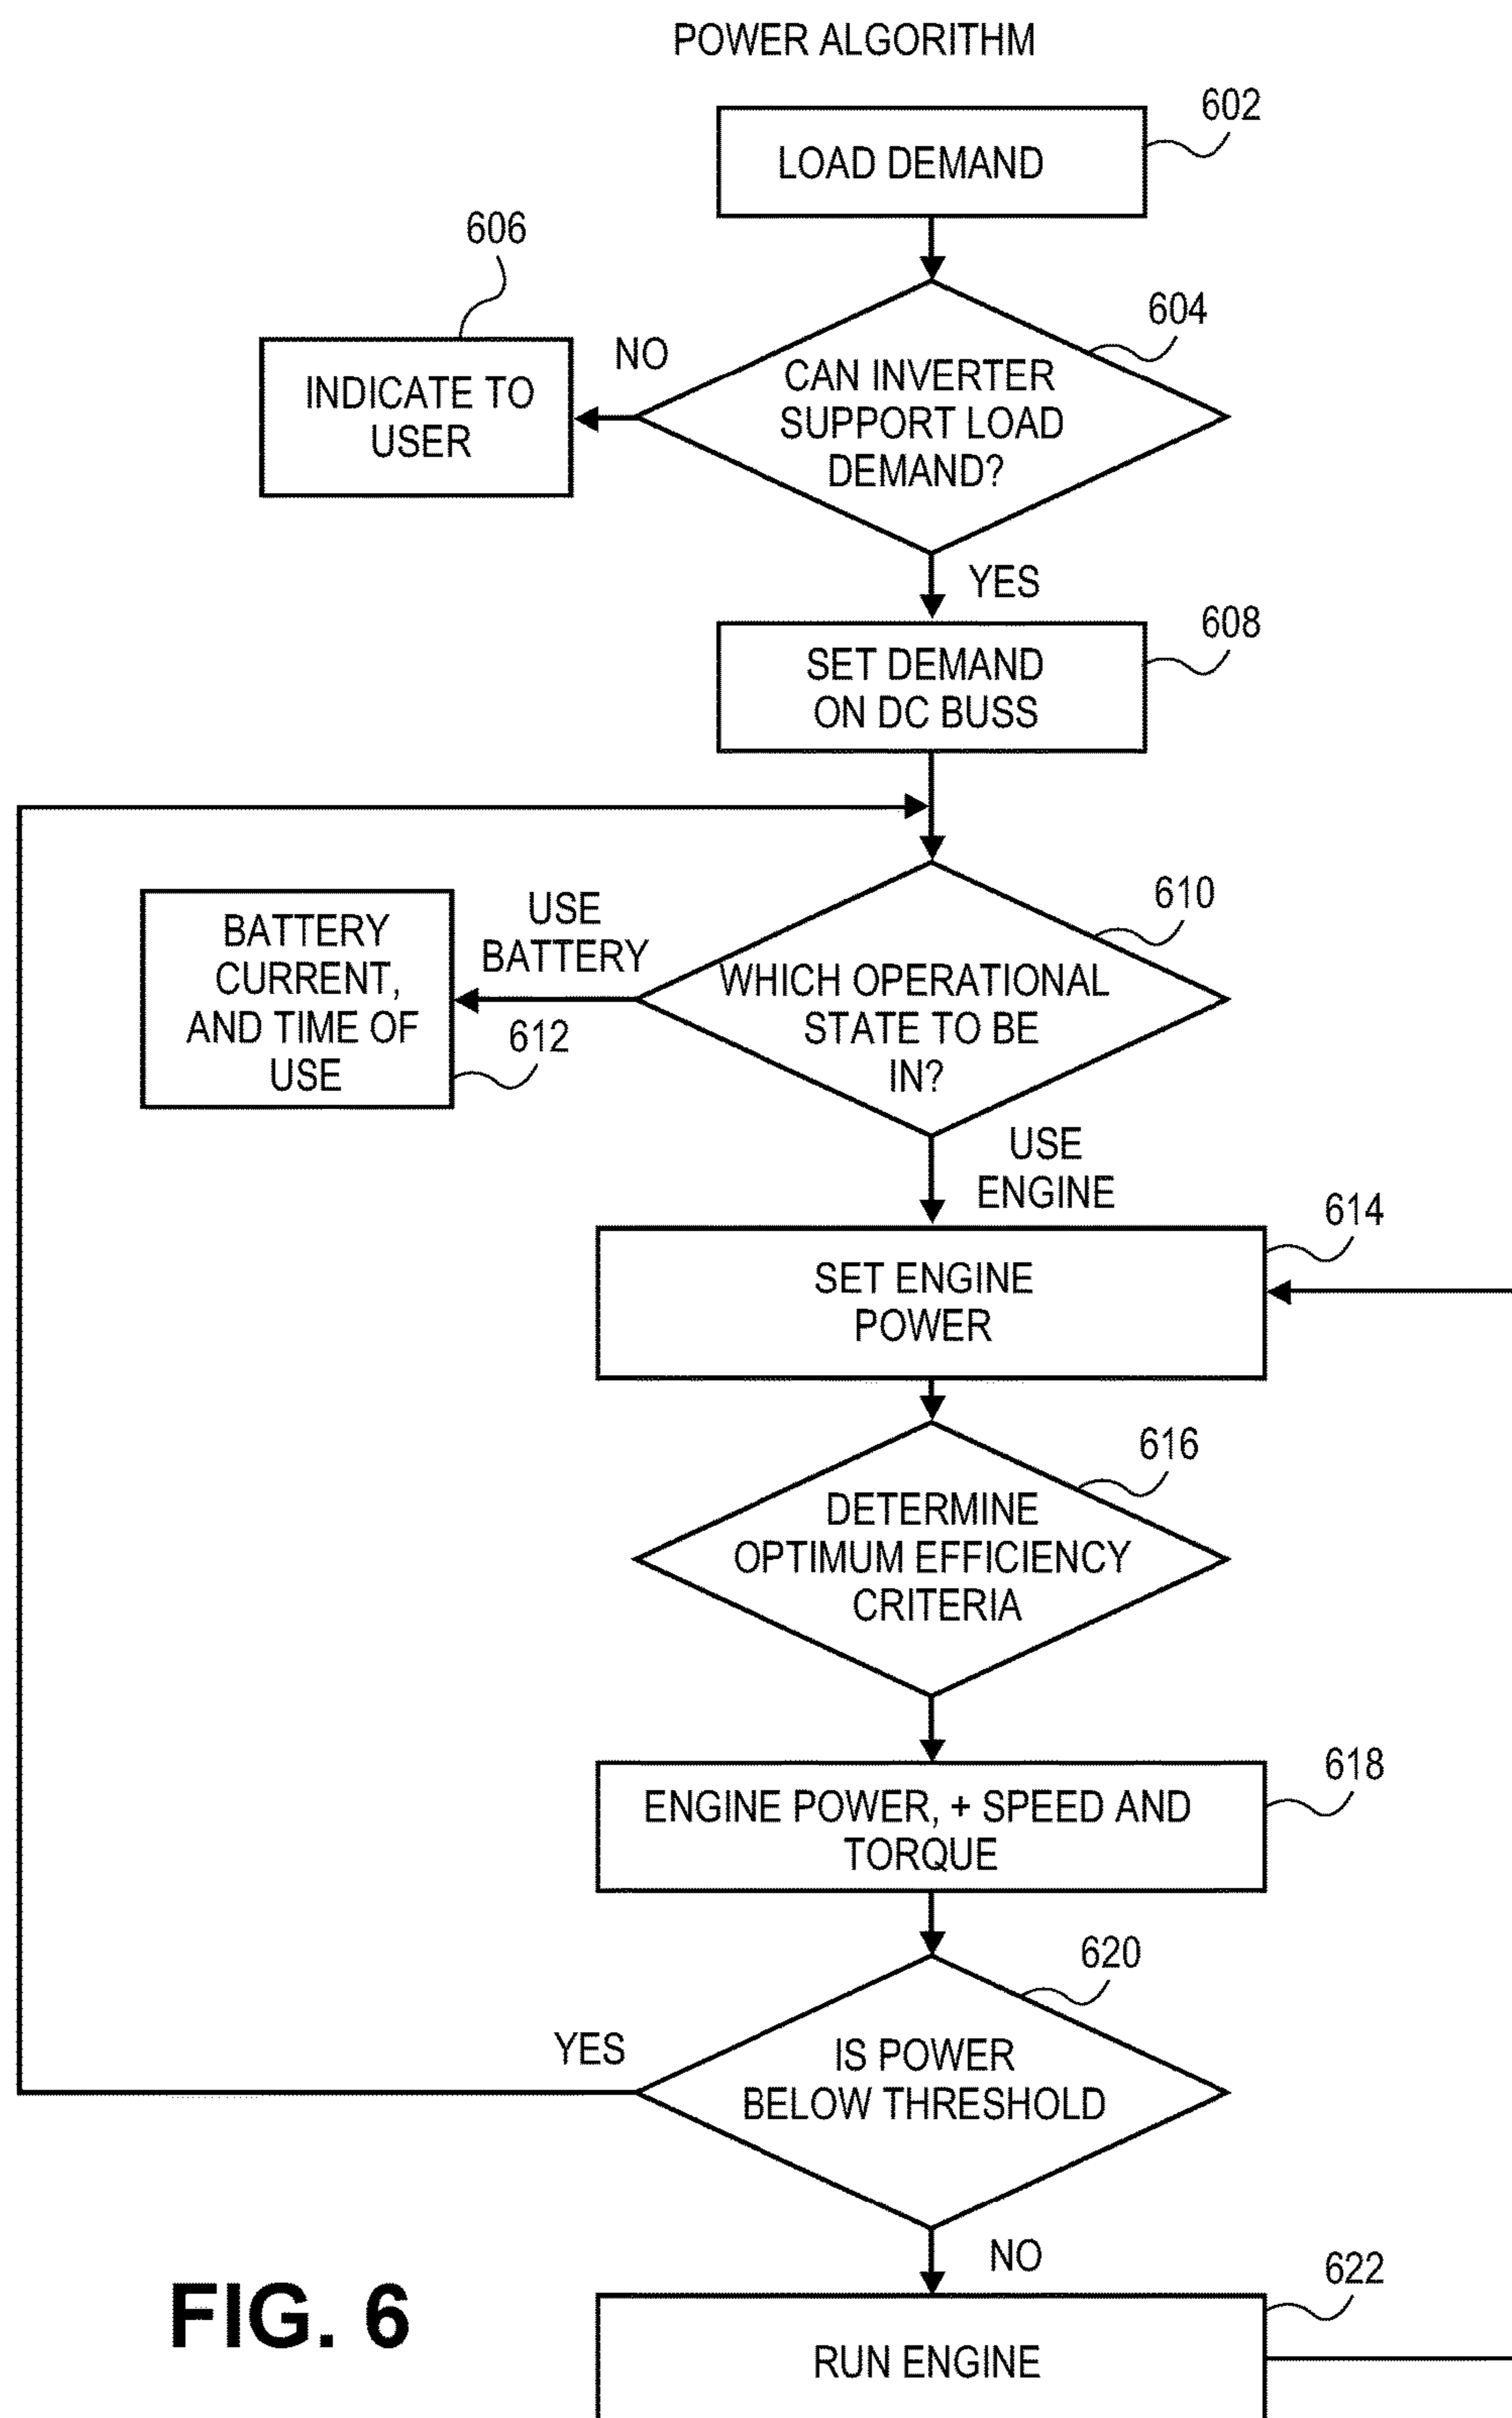 POWER ALGORITHM
602
LOAD DEMAND
606
604
NO
INDICATE TO
USER
CAN INVERTER
SUPPORT LOAD
DEMAND?
YES
608
SET DEMAND
ON DC BUSS
610
USE
BATTERY
BATTERY
CURRENT,
AND TIME OF
USE
612
WHICH OPERATIONAL
STATE TO BE
IN?
USE
ENGINE
614
SET ENGINE
POWER
616
DETERMINE
OPTIMUM EFFICIENCY
CRITERIA
618
ENGINE POWER, + SPEED AND
TORQUE
620
YES
IS POWER
BELOW THRESHOLD
NO
622
RUN ENGINE
FIG. 6